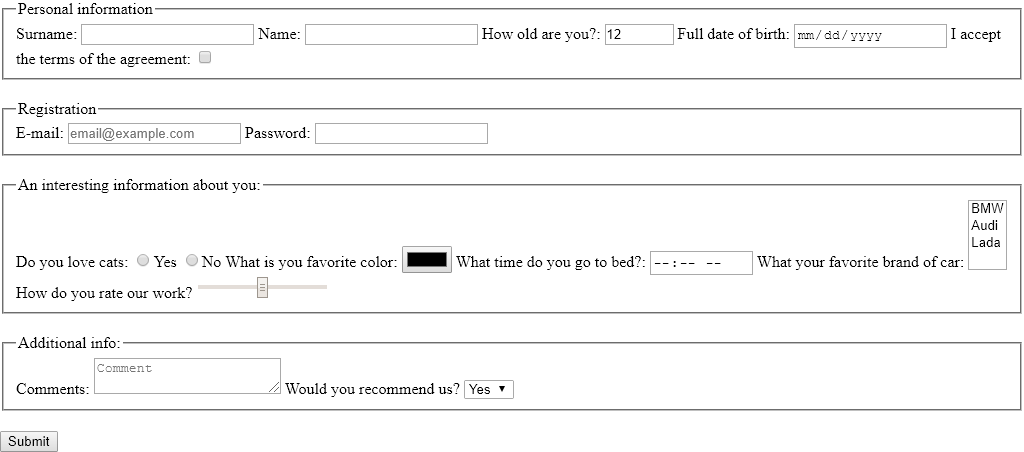 Personal information
Surname: Name: How old are you?: 12 Full date of birth: mm/dd/yyyy I accept
the terms of the agreement:
Registration
E-mail: email@example.com Password:
An interesting information about you:
BMW
Audi
Lada
Do you love cats: Yes No What is you favorite color: What time do you go to bed?: --:-- -- What your favorite brand of car:
How do you rate our work?
Additional info:
Comment
Comments: Would you recommend us? Yes
Submit